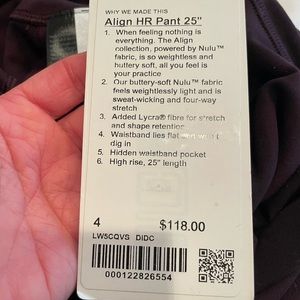 WHY WE MADE THIS
Align HR Pant 25"
1. When feeling nothing is
everything. The Align
collection, powered by Nulu™
fabric, is so weightless and
buttery soft, all you feel is
your practice
2. Our buttery-soft Nulu™ fabric
feels weightlessly light and is
sweat-wicking and four-way
stretch
3. Added Lycra® fibre for stretch
and shape retention
4. Waistband lies flat
dig in
5. Hidden waistband pocket
6. High rise, 25" length
4 $118.00
LW5CQVS DIDC
000122826554